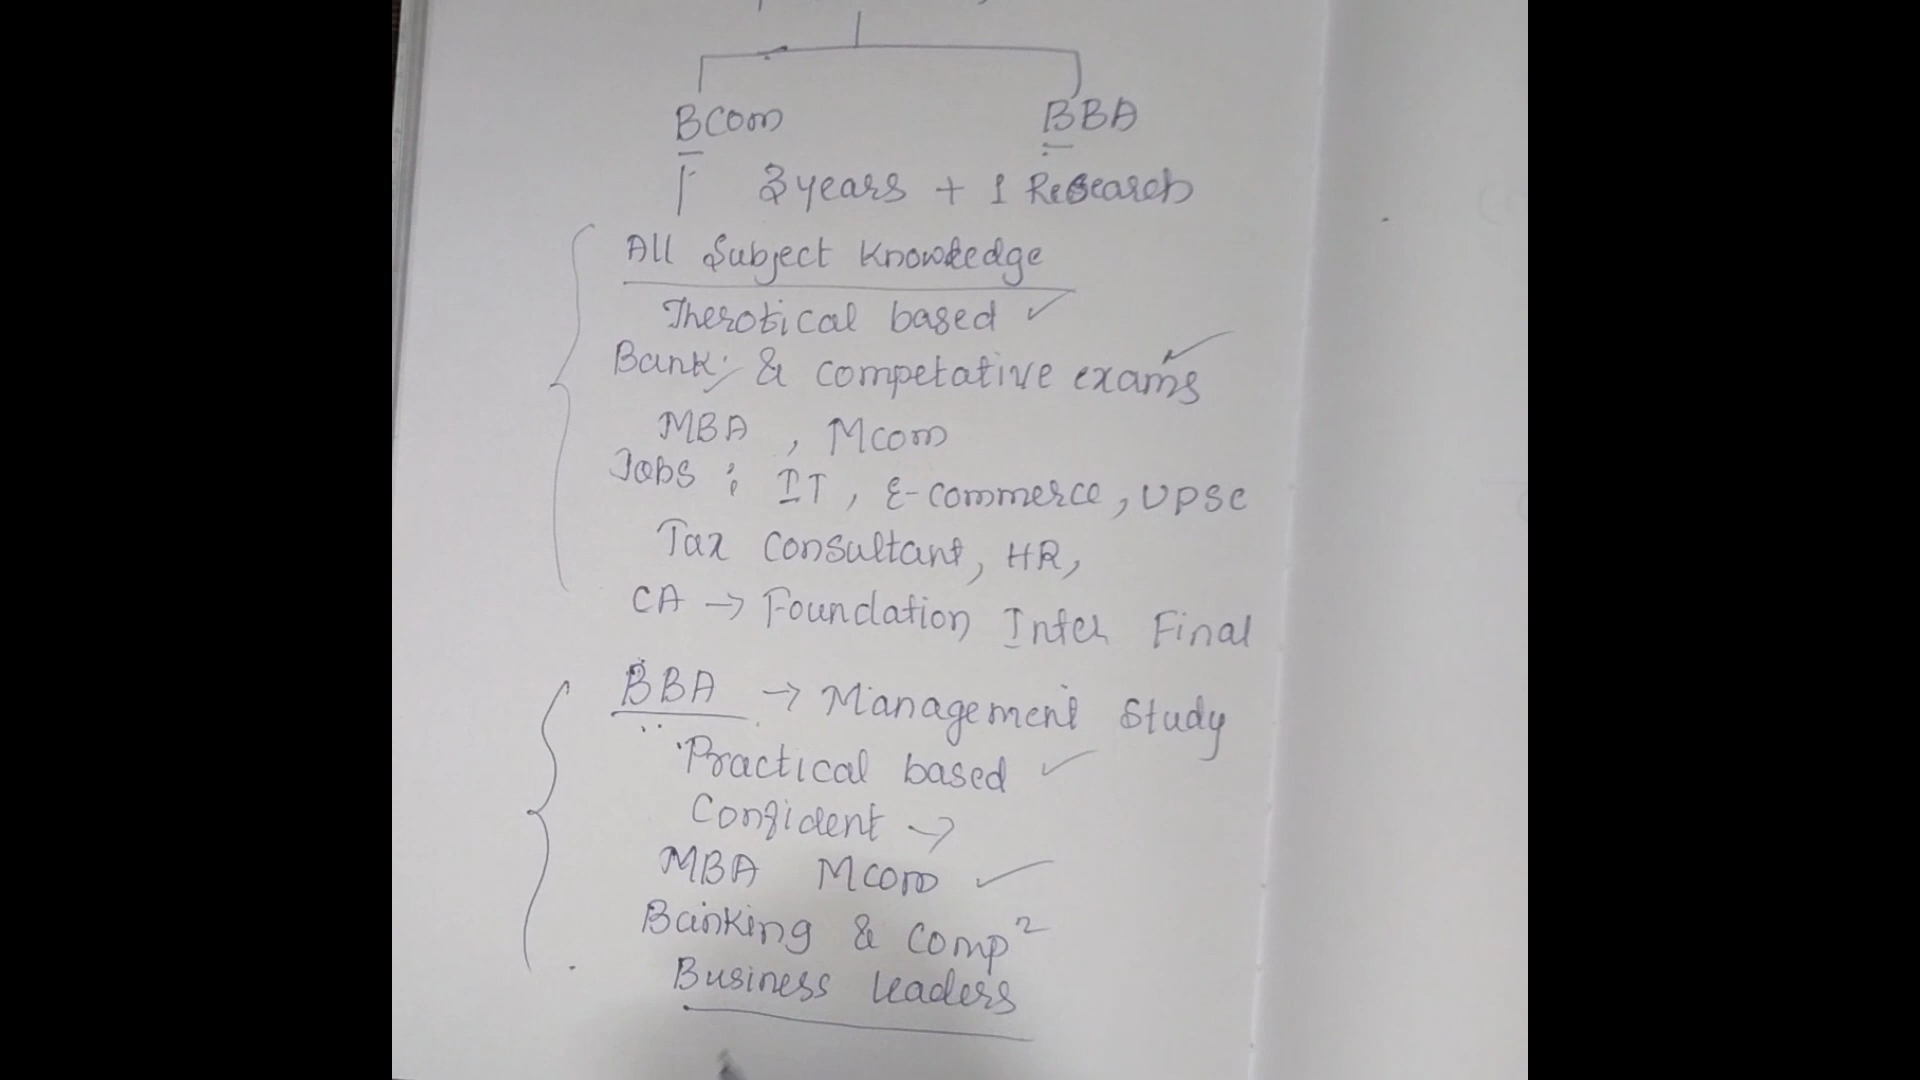 BCom BBA
3 years + 1 Research
All Subject Knowledge
Therotical based ✓
Bank & competative exams ✓
MBA , Mcom
Jobs : IT, E-commerce, UPSC
Tax consultant, HR,
CA → Foundation Inter Final
BBA → Management Study
Practical based ✓
Confident →
MBA Mcom ✓
Banking & comp²
Business leaders